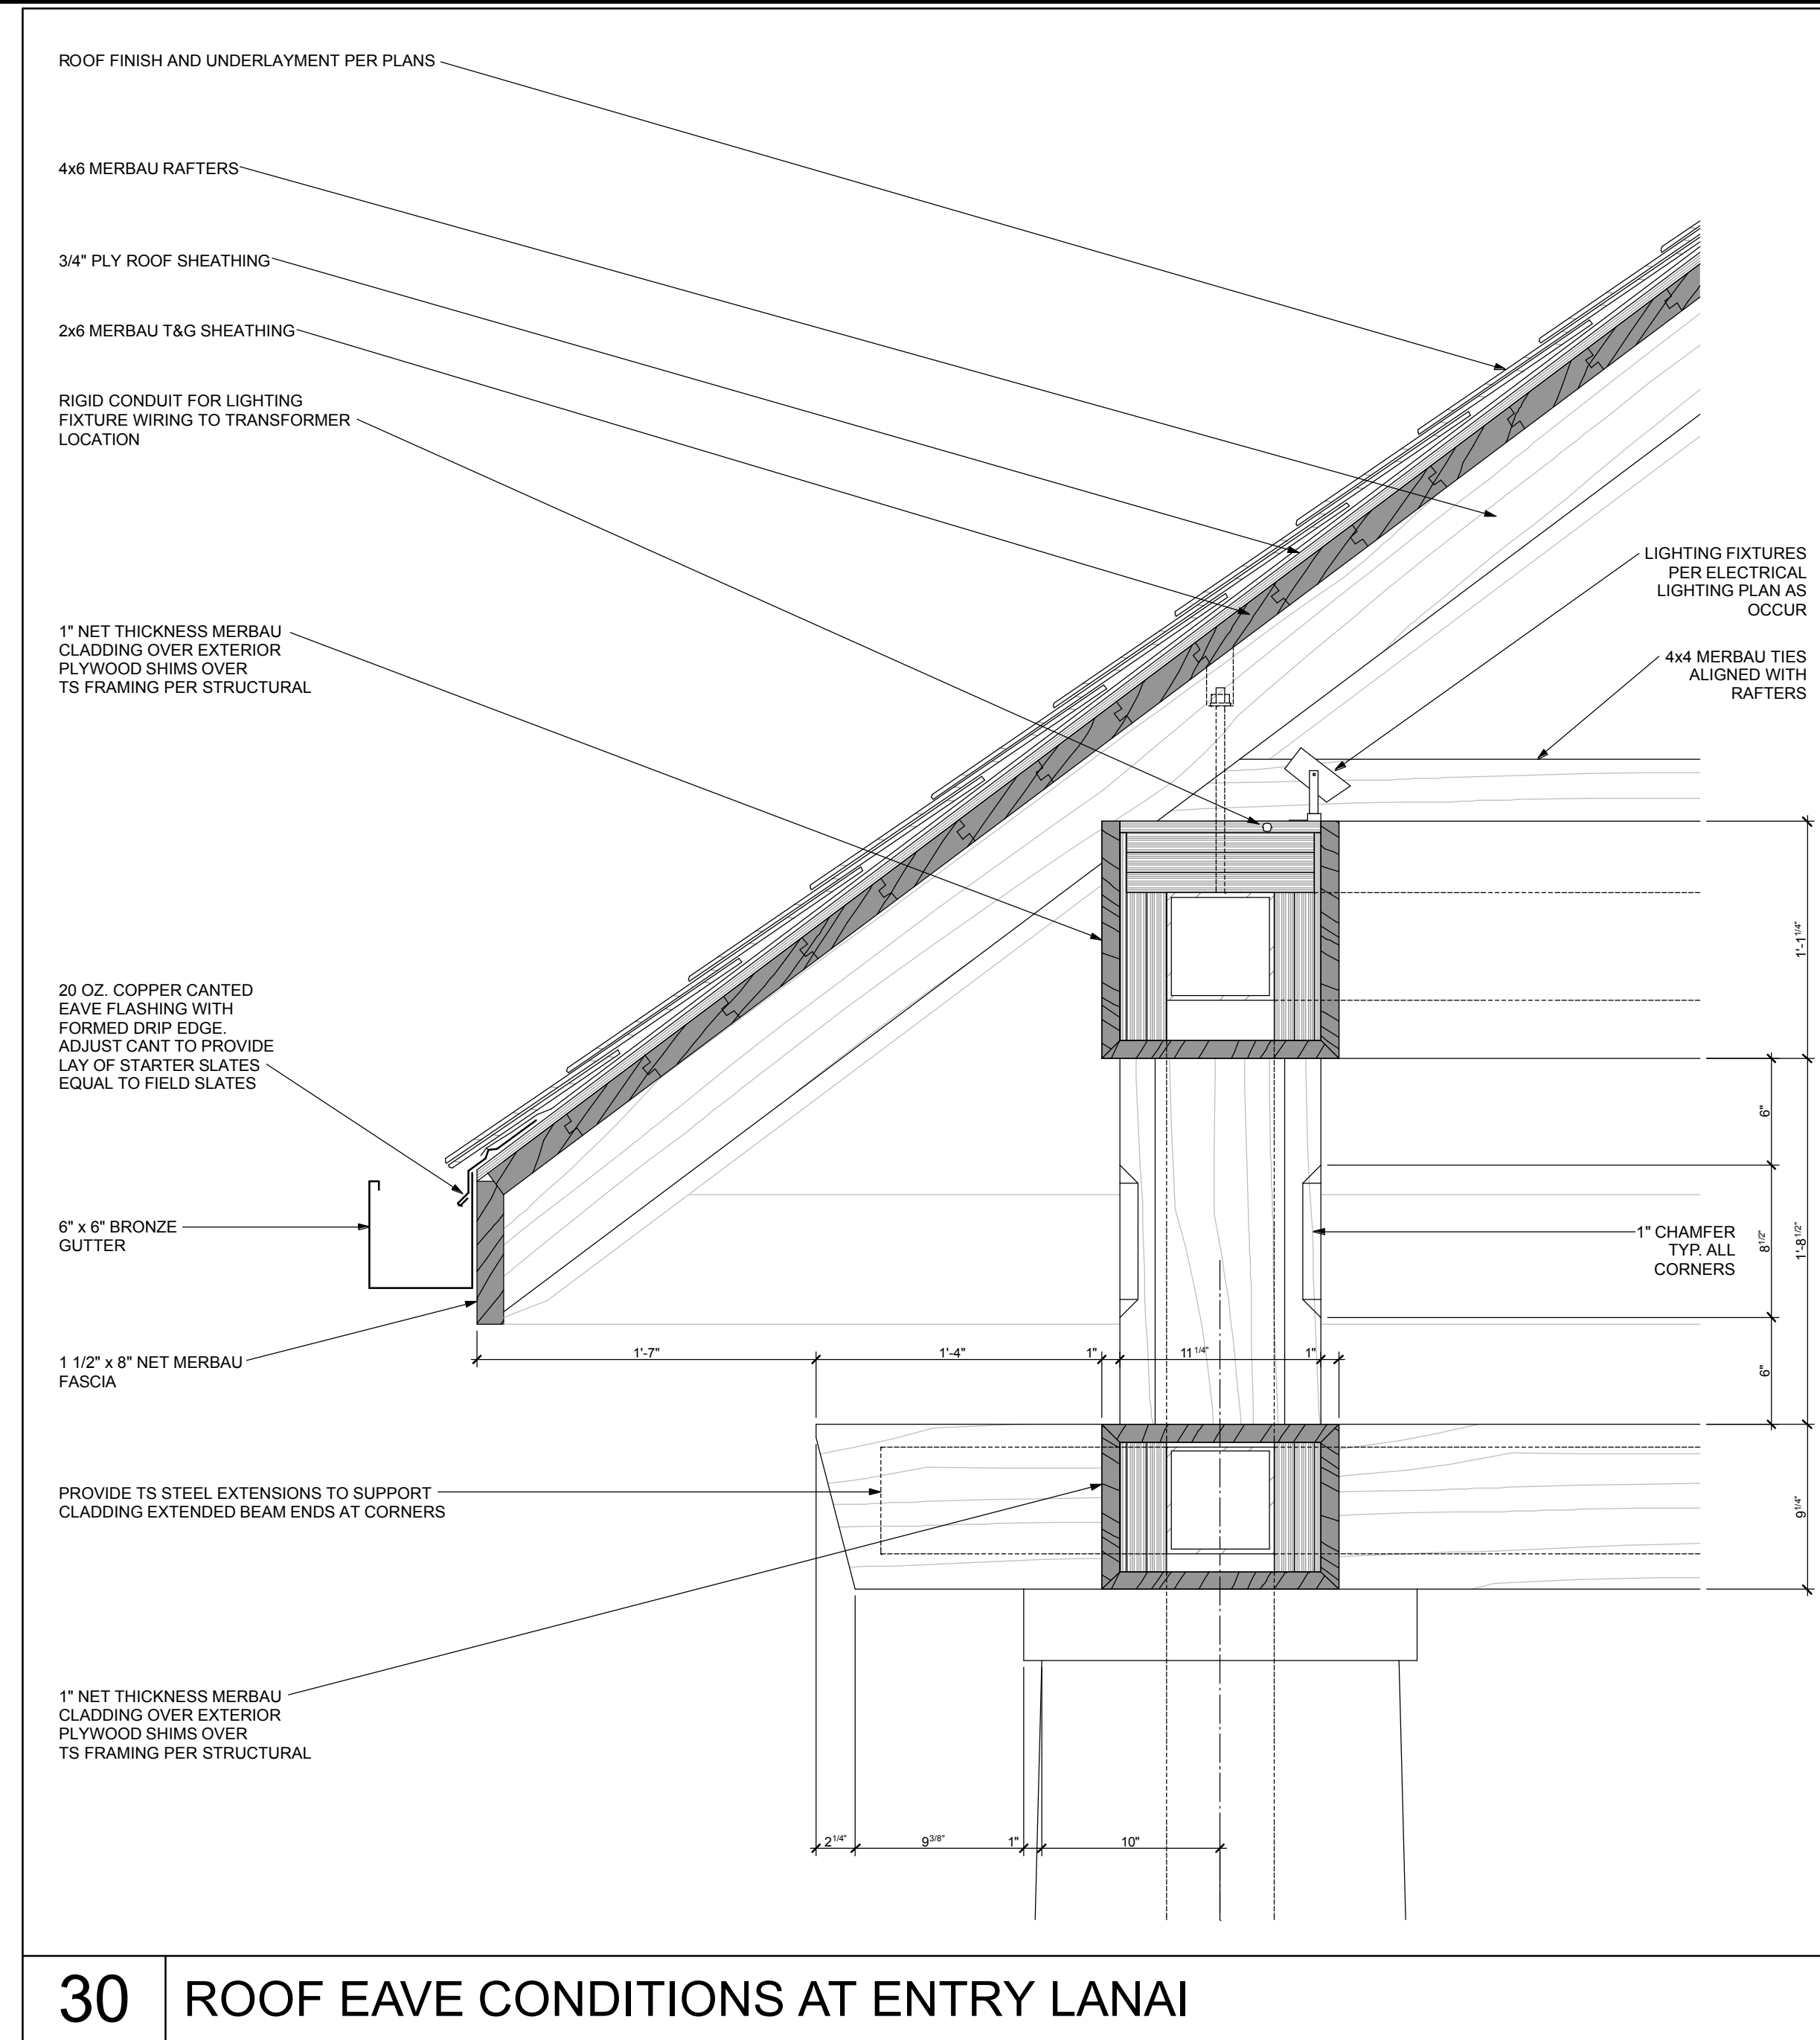 ROOF FINISH AND UNDERLAYMENT PER PLANS
4x6 MERBAU RAFTERS
3/4" PLY ROOF SHEATHING
2x6 MERBAU T&G SHEATHING
RIGID CONDUIT FOR LIGHTING
FIXTURE WIRING TO TRANSFORMER
LOCATION
LIGHTING FIXTURES
PER ELECTRICAL
LIGHTING PLAN AS
OCCUR
1" NET THICKNESS MERBAU
CLADDING OVER EXTERIOR
PLYWOOD SHIMS OVER
TS FRAMING PER STRUCTURAL
4x4 MERBAU TIES
ALIGNED WITH
RAFTERS
1'-1 1/4"
20 OZ. COPPER CANTED
EAVE FLASHING WITH
FORMED DRIP EDGE.
ADJUST CANT TO PROVIDE
LAY OF STARTER SLATES
EQUAL TO FIELD SLATES
6"
6" x 6" BRONZE
GUTTER
1" CHAMFER
TYP. ALL
CORNERS
8 1/2"
1'-8 1/2"
1 1/2" x 8" NET MERBAU
FASCIA
1'-7"
1'-4"
1"
11 1/4"
1"
6"
PROVIDE TS STEEL EXTENSIONS TO SUPPORT
CLADDING EXTENDED BEAM ENDS AT CORNERS
9 1/4"
1" NET THICKNESS MERBAU
CLADDING OVER EXTERIOR
PLYWOOD SHIMS OVER
TS FRAMING PER STRUCTURAL
2 1/4"
9 3/8"
1"
10"
30
ROOF EAVE CONDITIONS AT ENTRY LANAI